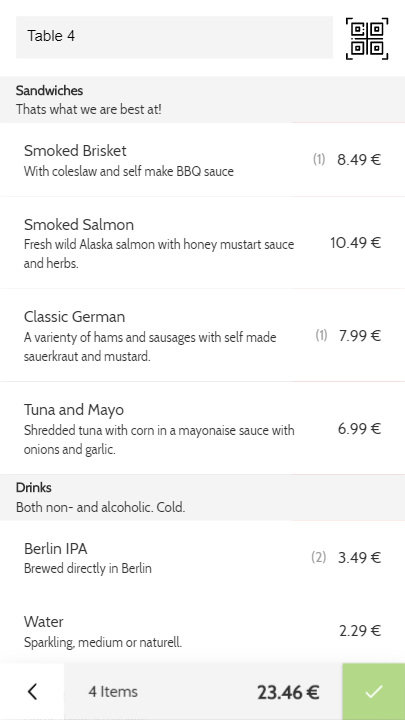 Table 4
Sandwiches
Thats what we are best at!
Smoked Brisket
With coleslaw and self make BBQ sauce
(1) 8.49 €
Smoked Salmon
Fresh wild Alaska salmon with honey mustart sauce
and herbs.
10.49 €
Classic German
A varienty of hams and sausages with self made
sauerkraut and mustard.
(1) 7.99 €
Tuna and Mayo
Shredded tuna with corn in a mayonaise sauce with
onions and garlic.
6.99 €
Drinks
Both non- and alcoholic. Cold.
Berlin IPA
Brewed directly in Berlin
(2) 3.49 €
Water
Sparkling, medium or naturell.
2.29 €
4 Items 23.46 €